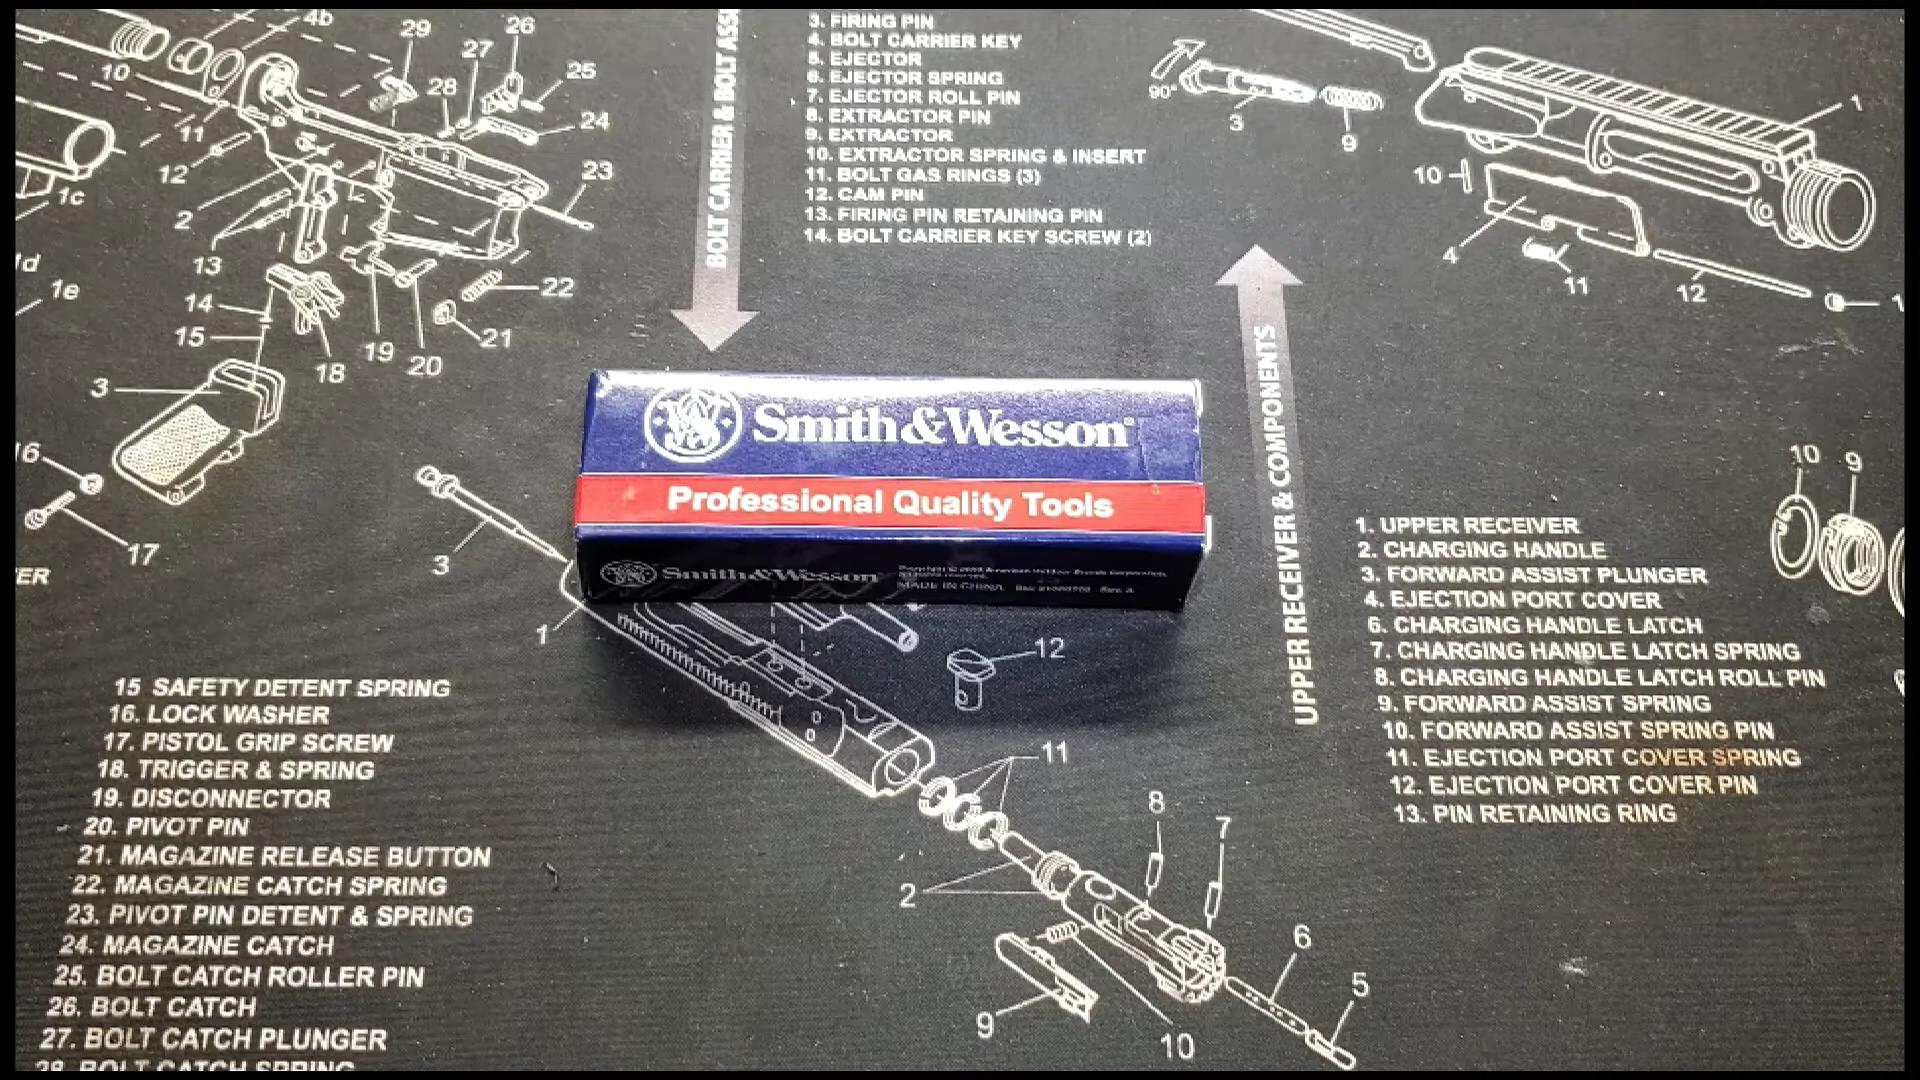 3. FIRING PIN
4. BOLT CARRIER KEY
5. EJECTOR
6. EJECTOR SPRING
7. EJECTOR ROLL PIN
8. EXTRACTOR PIN
9. EXTRACTOR
10. EXTRACTOR SPRING & INSERT
11. BOLT GAS RINGS (3)
12. CAM PIN
13. FIRING PIN RETAINING PIN
14. BOLT CARRIER KEY SCREW (2)
BOLT CARRIER & BOLT
4b
29
26
27
28
25
24
23
10
11
12
1c
2
13
1d
1e
14
15
22
21
20
19
18
3
16
17
90°
3
9
1
10
4
11
12
Smith&Wesson®
Professional Quality Tools
Smith&Wesson
MADE IN CHINA
UPPER RECEIVER & COMPONENTS
1. UPPER RECEIVER
2. CHARGING HANDLE
3. FORWARD ASSIST PLUNGER
4. EJECTION PORT COVER
6. CHARGING HANDLE LATCH
7. CHARGING HANDLE LATCH SPRING
8. CHARGING HANDLE LATCH ROLL PIN
9. FORWARD ASSIST SPRING
10. FORWARD ASSIST SPRING PIN
11. EJECTION PORT COVER SPRING
12. EJECTION PORT COVER PIN
13. PIN RETAINING RING
10
9
3
1
12
11
8
7
2
6
5
9
10
15 SAFETY DETENT SPRING
16. LOCK WASHER
17. PISTOL GRIP SCREW
18. TRIGGER & SPRING
19. DISCONNECTOR
20. PIVOT PIN
21. MAGAZINE RELEASE BUTTON
22. MAGAZINE CATCH SPRING
23. PIVOT PIN DETENT & SPRING
24. MAGAZINE CATCH
25. BOLT CATCH ROLLER PIN
26. BOLT CATCH
27. BOLT CATCH PLUNGER
28. BOLT CATCH SPRING